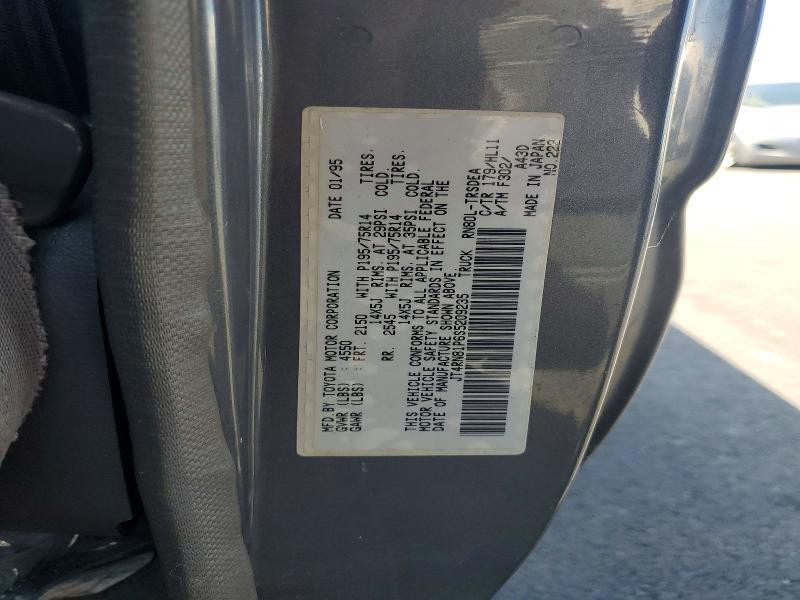 MFD.BY TOYOTA MOTOR CORPORATION DATE 01/95
GVWR (LBS) : 4550
GAWR (LBS) : FRT. 2150 WITH P195/75R14 TIRES.
14X5J RIMS. AT 29PSI COLD.
RR. 2645 WITH P195/75R14 TIRES.
14X5J RIMS. AT 35PSI COLD.
THIS VEHICLE CONFORMS TO ALL APPLICABLE FEDERAL
MOTOR VEHICLE SAFETY STANDARDS IN EFFECT ON THE
DATE OF MANUFACTURE SHOWN ABOVE.
JT4RN81P6S5209235 TRUCK RN80L-TRSDEA
C/TR 179/HL11
A/TM F302/ A43D
MADE IN JAPAN
NO.222